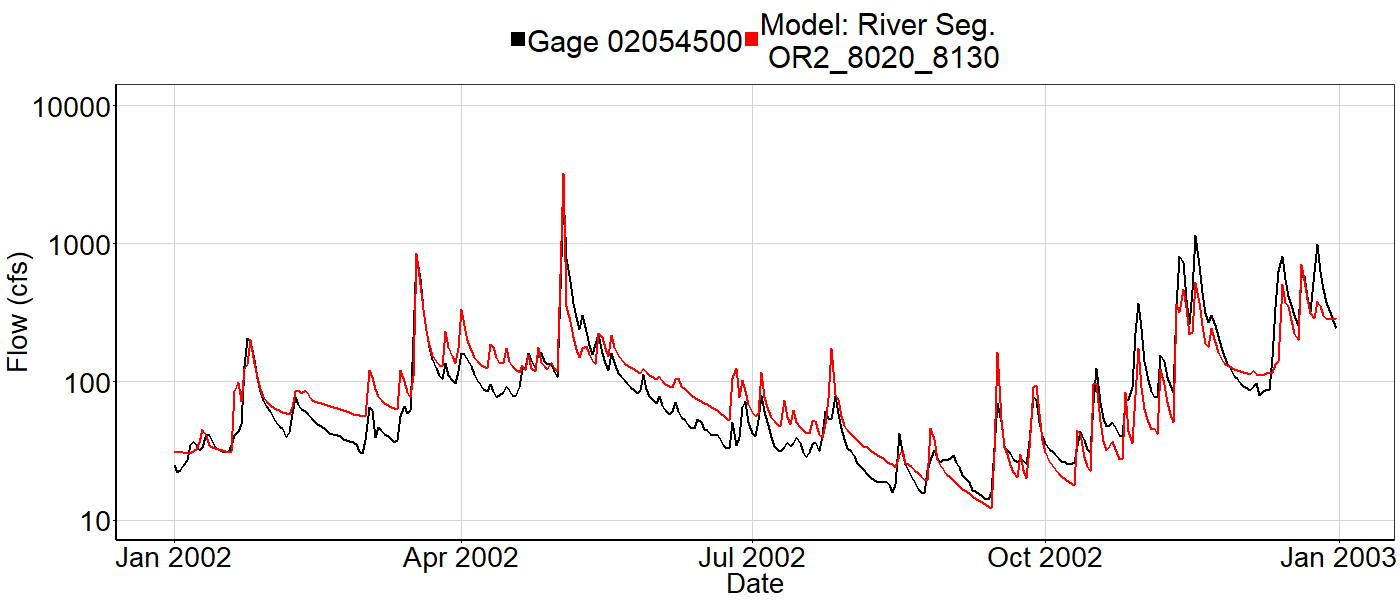 Gage 02054500
Model: River Seg.
OR2_8020_8130
10000
1000
100
10
Flow (cfs)
Jan 2002
Apr 2002
Jul 2002
Oct 2002
Jan 2003
Date